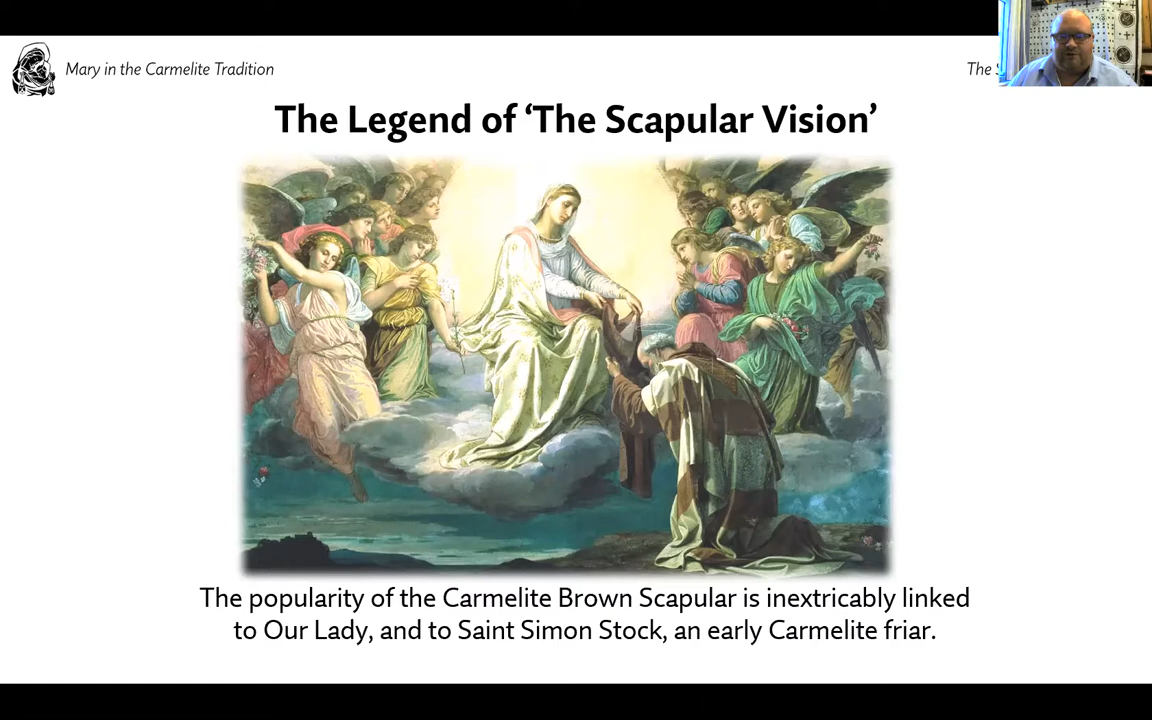 Mary in the Carmelite Tradition
The
The Legend of ‘The Scapular Vision’
The popularity of the Carmelite Brown Scapular is inextricably linked
to Our Lady, and to Saint Simon Stock, an early Carmelite friar.